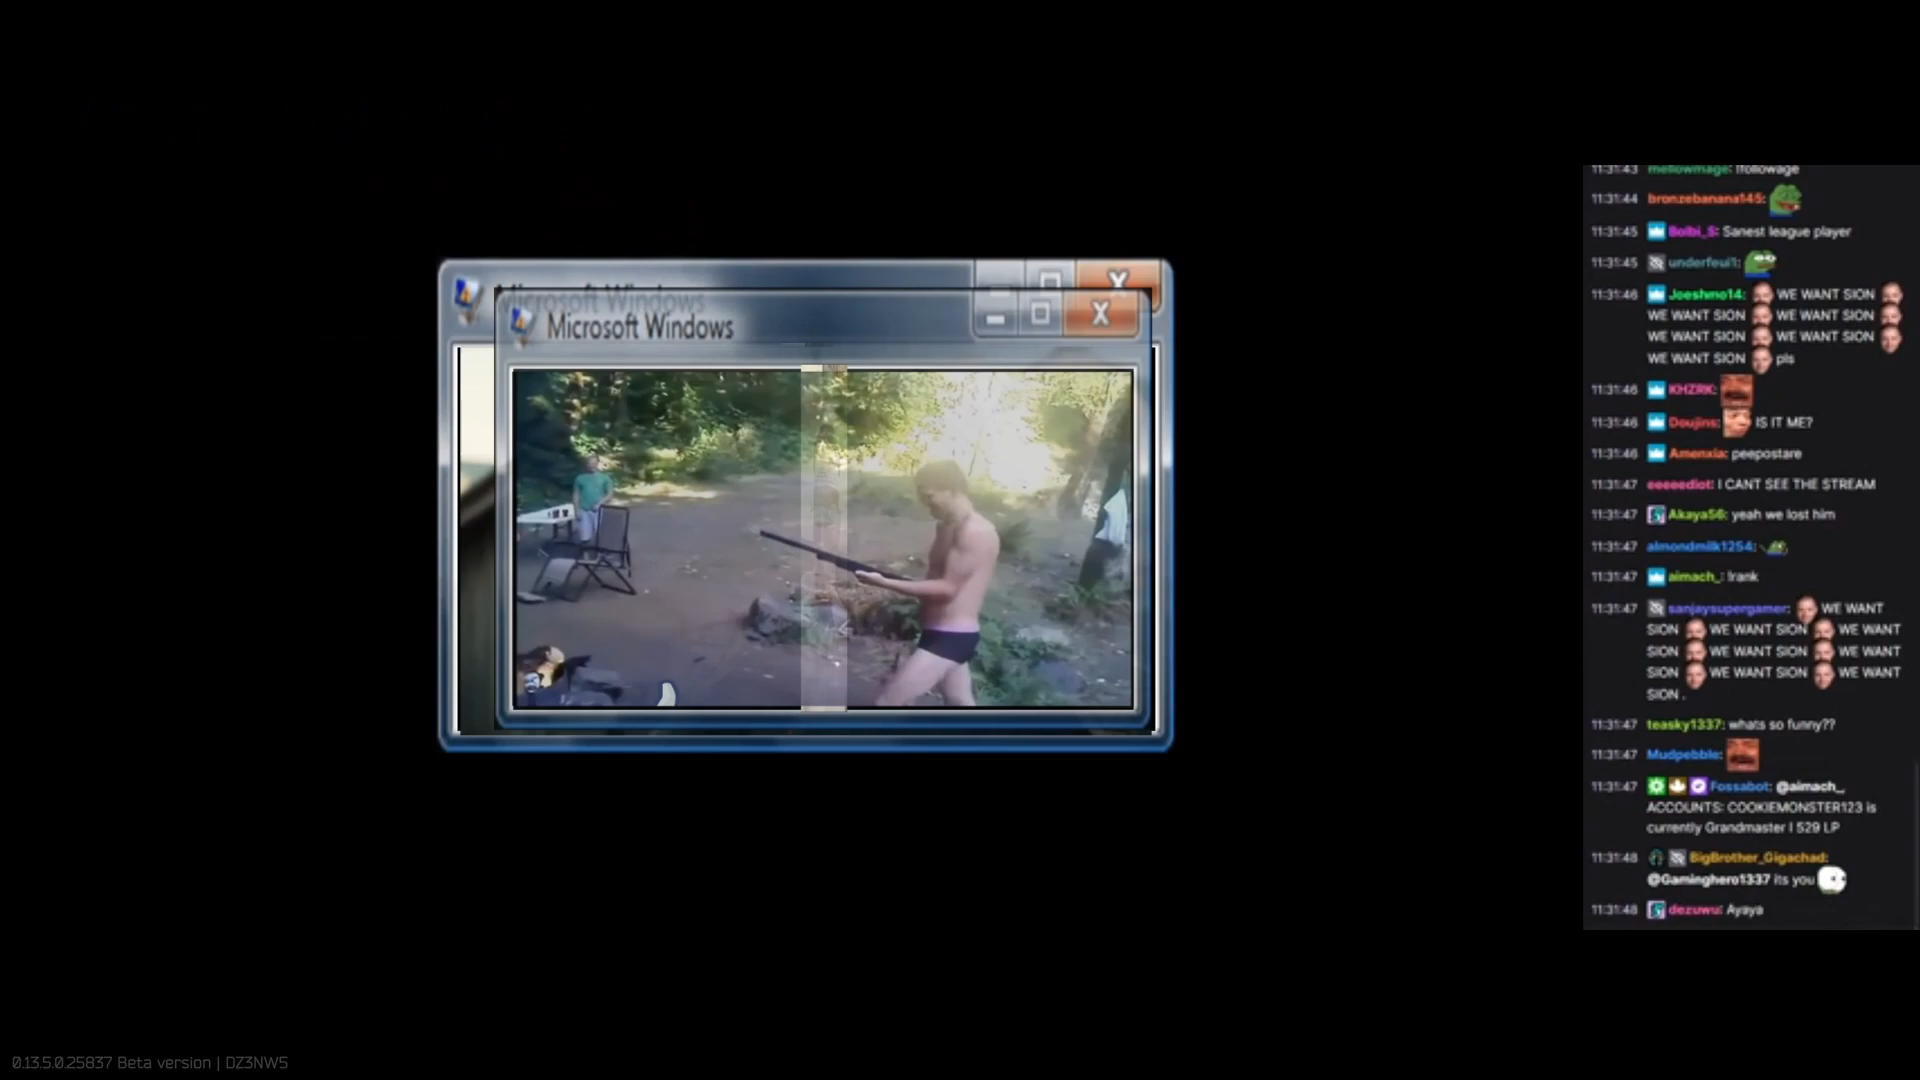 Microsoft Windows
Microsoft Windows
11:31:43 mellowmage: !followage
11:31:44 bronzebanana145:
11:31:45 Bolbi_S: Sanest league player
11:31:45 underfeui1:
11:31:46 Joeshmo14: WE WANT SION
WE WANT SION WE WANT SION
WE WANT SION WE WANT SION
WE WANT SION pls
11:31:46 KHZRK:
11:31:46 Doujins: IS IT ME?
11:31:46 Amenxia: peepostare
11:31:47 eeeeediot: I CANT SEE THE STREAM
11:31:47 Akaya56: yeah we lost him
11:31:47 almondmilk1254:
11:31:47 aimach_: !rank
11:31:47 sanjaysupergamer: WE WANT
SION WE WANT SION WE WANT
SION WE WANT SION WE WANT
SION WE WANT SION WE WANT
SION .
11:31:47 teasky1337: whats so funny??
11:31:47 Mudpebble:
11:31:47 Fossabot: @aimach_,
ACCOUNTS: COOKIEMONSTER123 is
currently Grandmaster I 529 LP
11:31:48 BigBrother_Gigachad:
@Gaminghero1337 its you
11:31:48 dezuwu: Ayaya
0.13.5.0.25837 Beta version | DZ3NW5